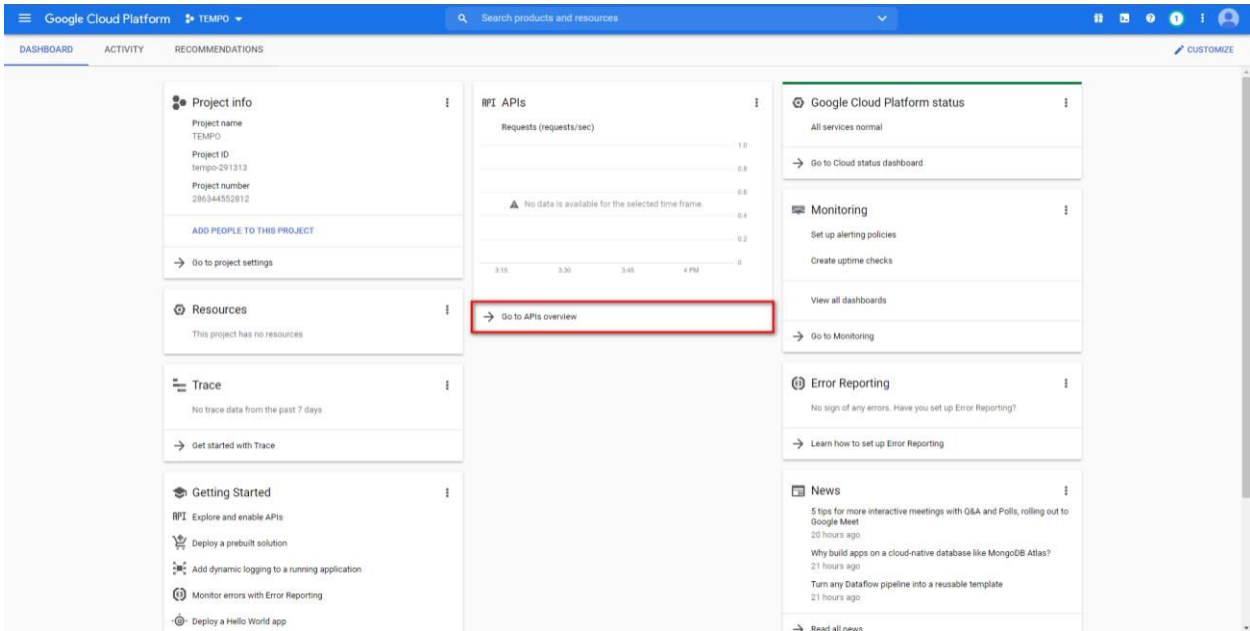 Google Cloud Platform TEMPO Search products and resources 1
DASHBOARD ACTIVITY RECOMMENDATIONS CUSTOMIZE
Project info
Project name
TEMPO
Project ID
tempo-291313
Project number
286344552812
ADD PEOPLE TO THIS PROJECT
Go to project settings
Resources
This project has no resources
Trace
No trace data from the past 7 days
Get started with Trace
Getting Started
API Explore and enable APIs
Deploy a prebuilt solution
Add dynamic logging to a running application
Monitor errors with Error Reporting
Deploy a Hello World app
API APIs
Requests (requests/sec)
1.0
0.8
0.6
No data is available for the selected time frame.
0.4
0.2
0
3:15 3:30 3:45 4 PM
Go to APIs overview
Google Cloud Platform status
All services normal
Go to Cloud status dashboard
Monitoring
Set up alerting policies
Create uptime checks
View all dashboards
Go to Monitoring
Error Reporting
No sign of any errors. Have you set up Error Reporting?
Learn how to set up Error Reporting
News
5 tips for more interactive meetings with Q&A and Polls, rolling out to
Google Meet
20 hours ago
Why build apps on a cloud-native database like MongoDB Atlas?
21 hours ago
Turn any Dataflow pipeline into a reusable template
21 hours ago
Read all news